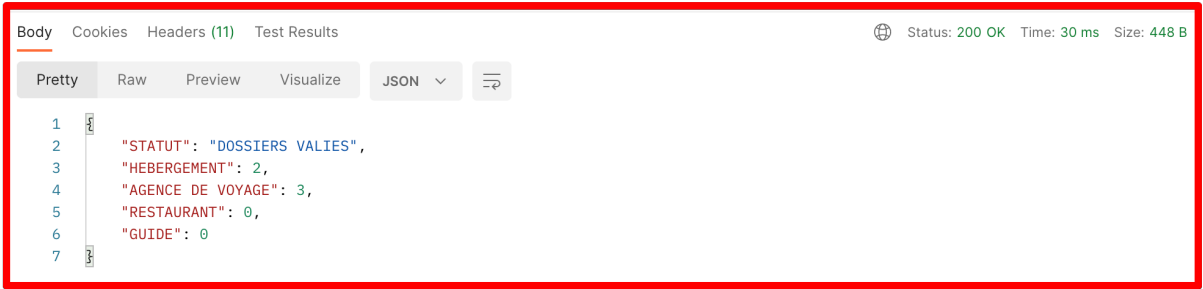 Body Cookies Headers (11) Test Results Status: 200 OK Time: 30 ms Size: 448 B
Pretty Raw Preview Visualize JSON
1 {
2 "STATUT": "DOSSIERS VALIES",
3 "HEBERGEMENT": 2,
4 "AGENCE DE VOYAGE": 3,
5 "RESTAURANT": 0,
6 "GUIDE": 0
7 }